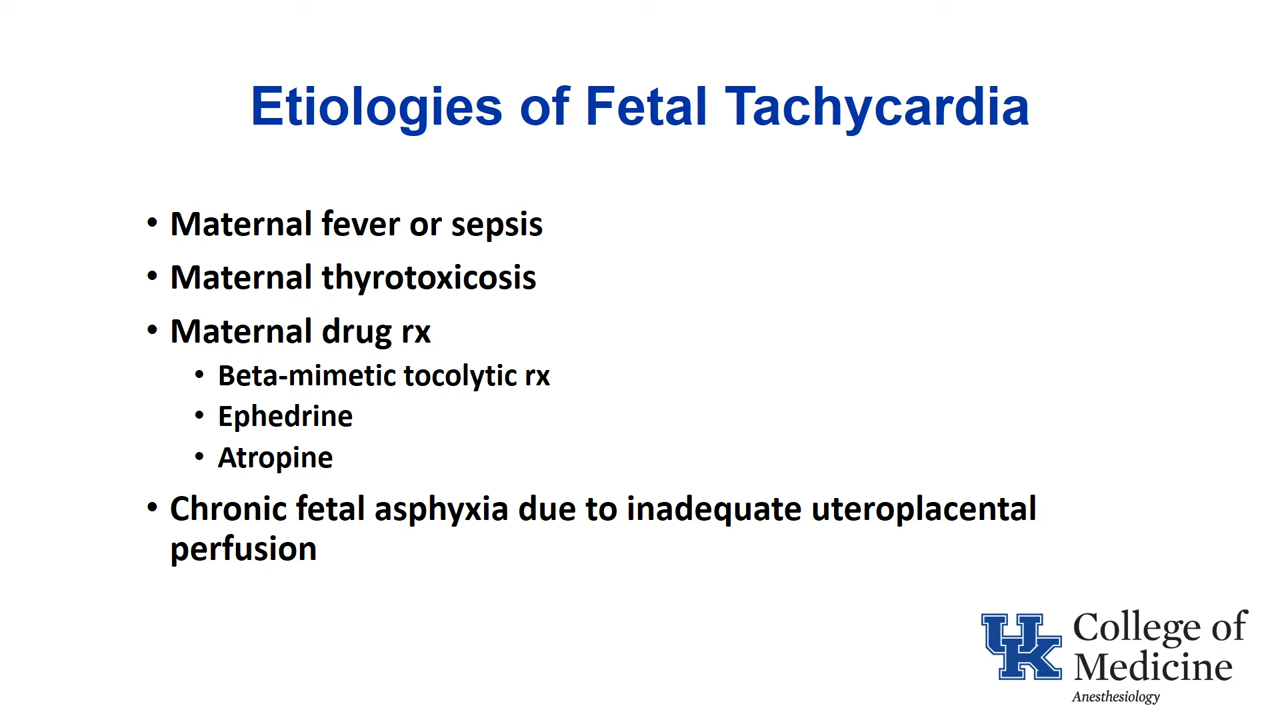 Etiologies of Fetal Tachycardia
• Maternal fever or sepsis
• Maternal thyrotoxicosis
• Maternal drug rx
• Beta-mimetic tocolytic rx
• Ephedrine
• Atropine
• Chronic fetal asphyxia due to inadequate uteroplacental
perfusion
UK College of
Medicine
Anesthesiology